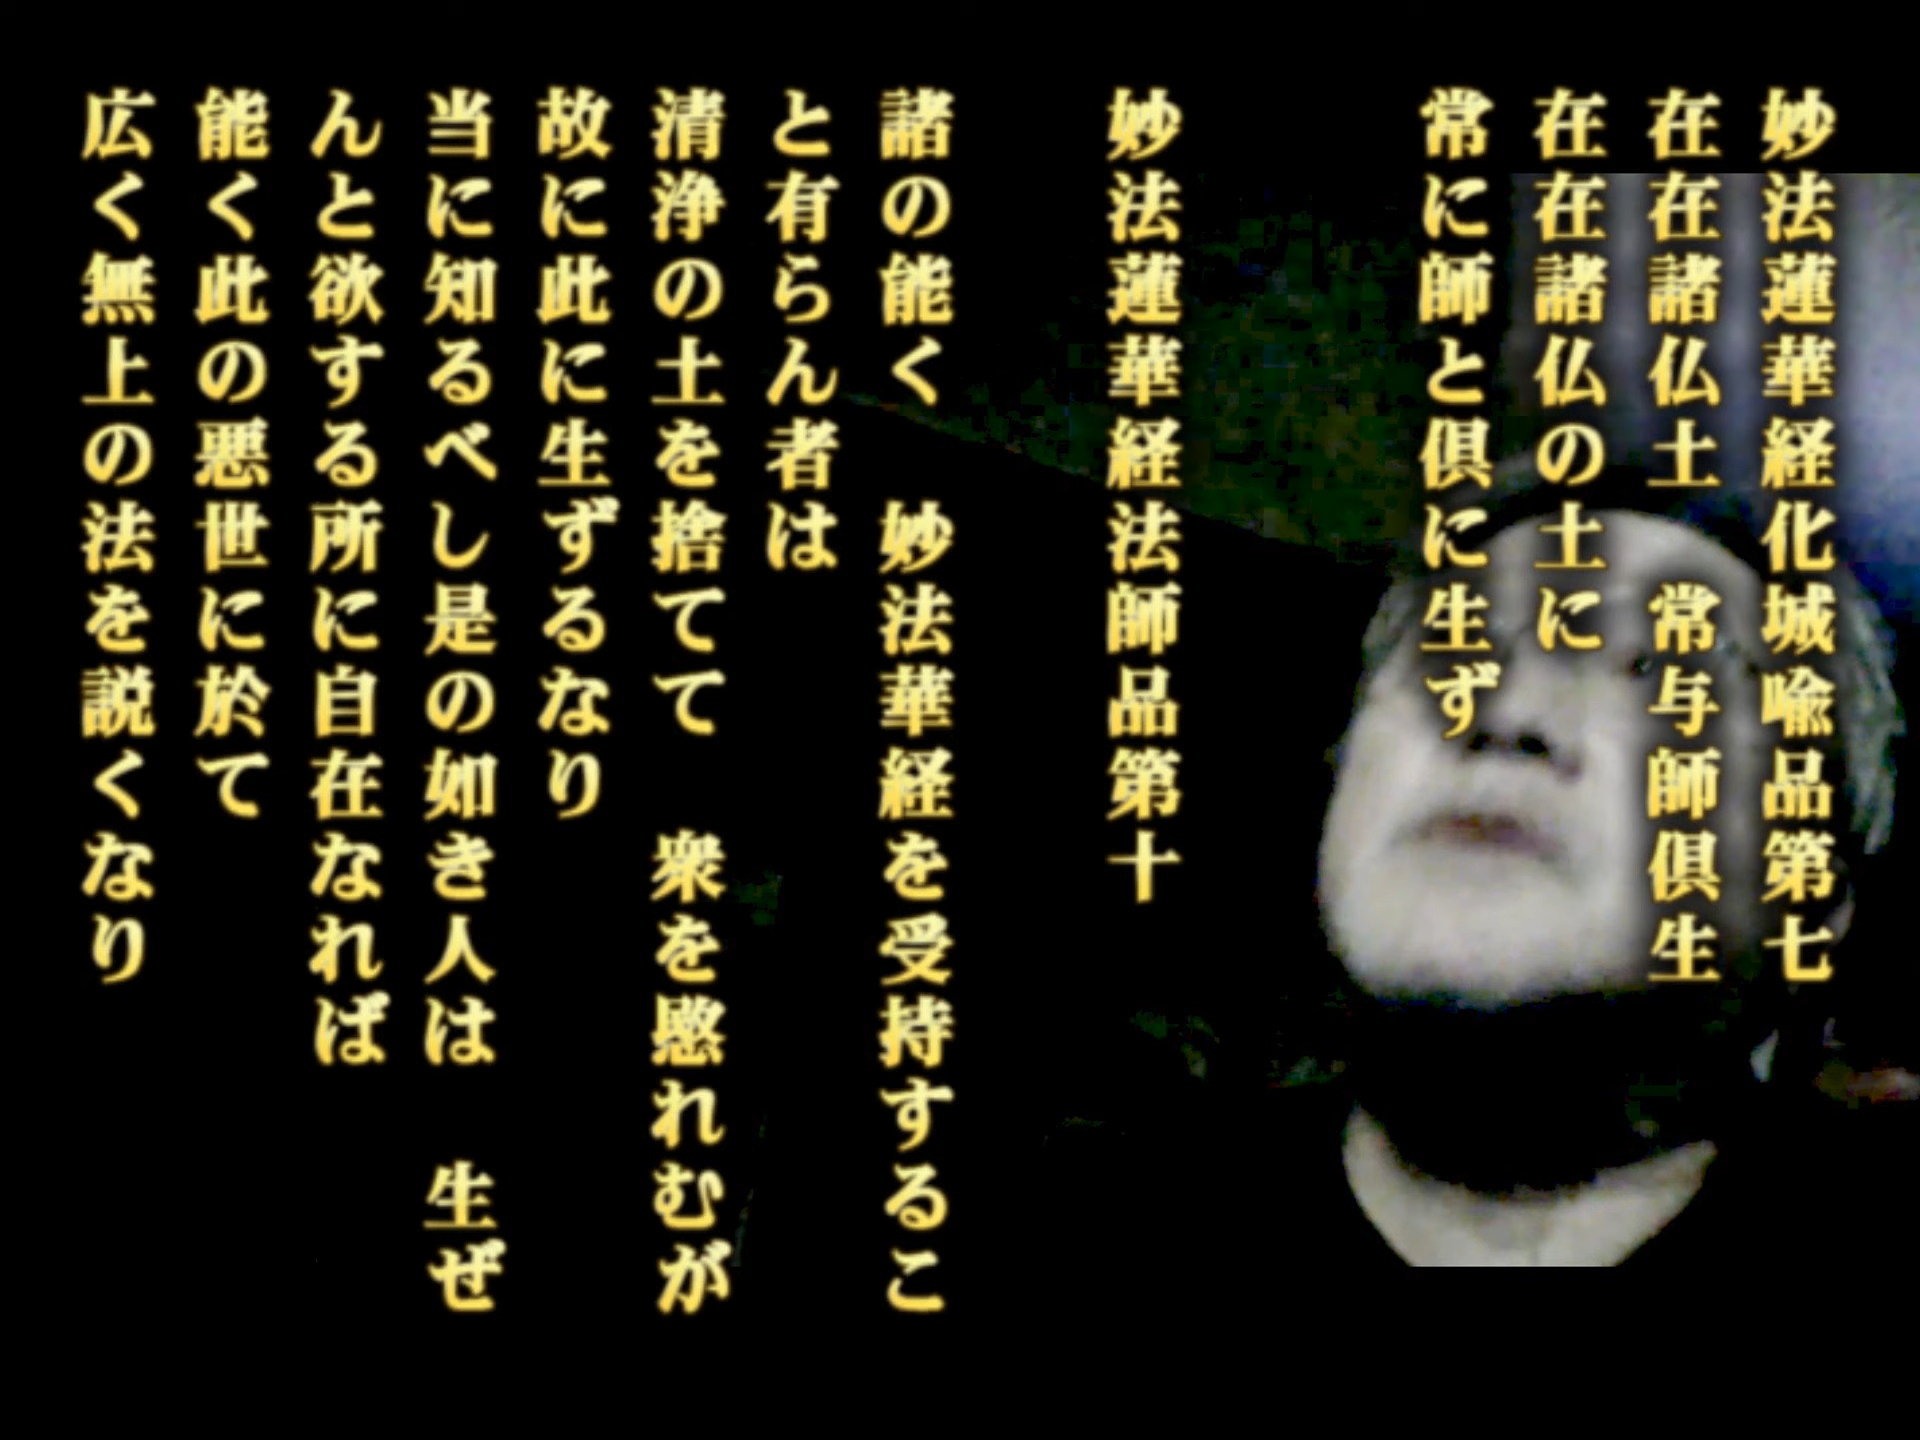 妙法蓮華経化城喩品第七
在在諸仏土　常与師倶生
在在諸仏の土に
常に師と倶に生ず
妙法蓮華経法師品第十
諸の能く　妙法華経を受持するこ
と有らん者は
清浄の土を捨てて　衆を愍れむが
故に此に生ずるなり
当に知るべし是の如き人は　生ぜ
んと欲する所に自在なれば
能く此の悪世に於て
広く無上の法を説くなり